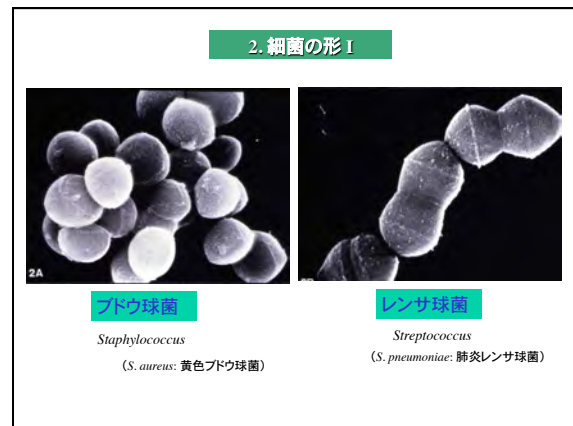 2. 細菌の形 I
2A
ブドウ球菌
レンサ球菌
Staphylococcus
Streptococcus
（S. aureus: 黄色ブドウ球菌）
（S. pneumoniae: 肺炎レンサ球菌）